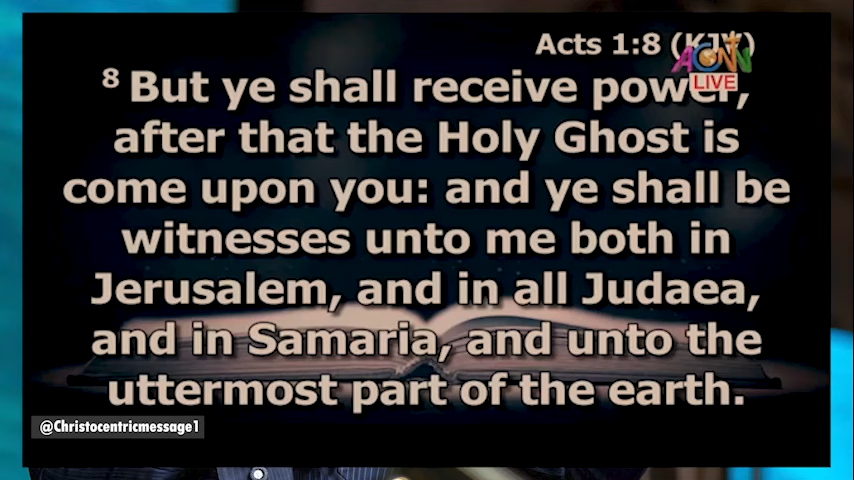 Acts 1:8 (KJV)
ACNN
LIVE
8 But ye shall receive power,
after that the Holy Ghost is
come upon you: and ye shall be
witnesses unto me both in
Jerusalem, and in all Judaea,
and in Samaria, and unto the
uttermost part of the earth.
@Christocentricmessage1